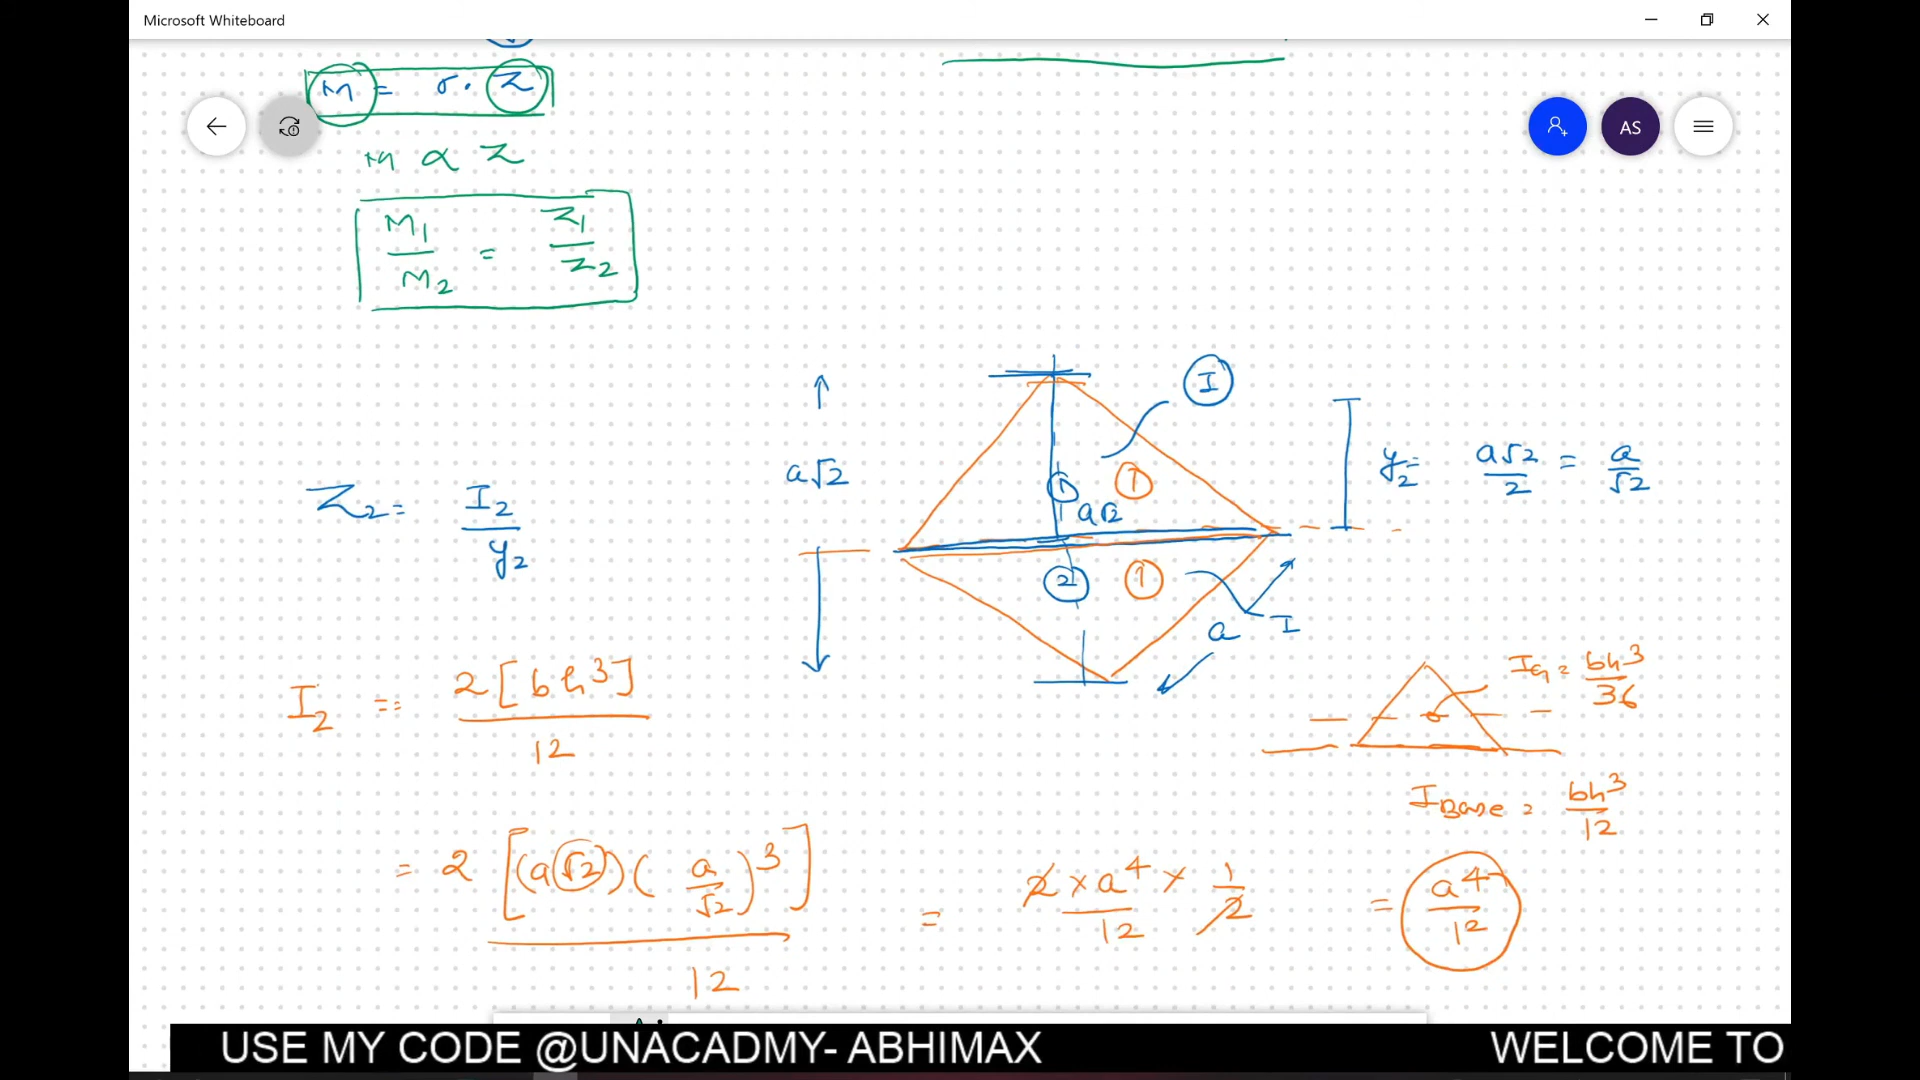 Microsoft Whiteboard
M = σ. Z
AS
M α Z
M1/M2 = Z1/Z2
I
a√2
y2 = a√2/2 = a/√2
Z2 = I2/y2
1 1
a√2
2 1
a I
I2 = 2[bh³]/12
IG = bh³/36
IBase = bh³/12
= 2[(a√2)(a/√2)³]/12 = 2 x a⁴/12 x 1/2 = a⁴/12
USE MY CODE @UNACADMY- ABHIMAX WELCOME TO